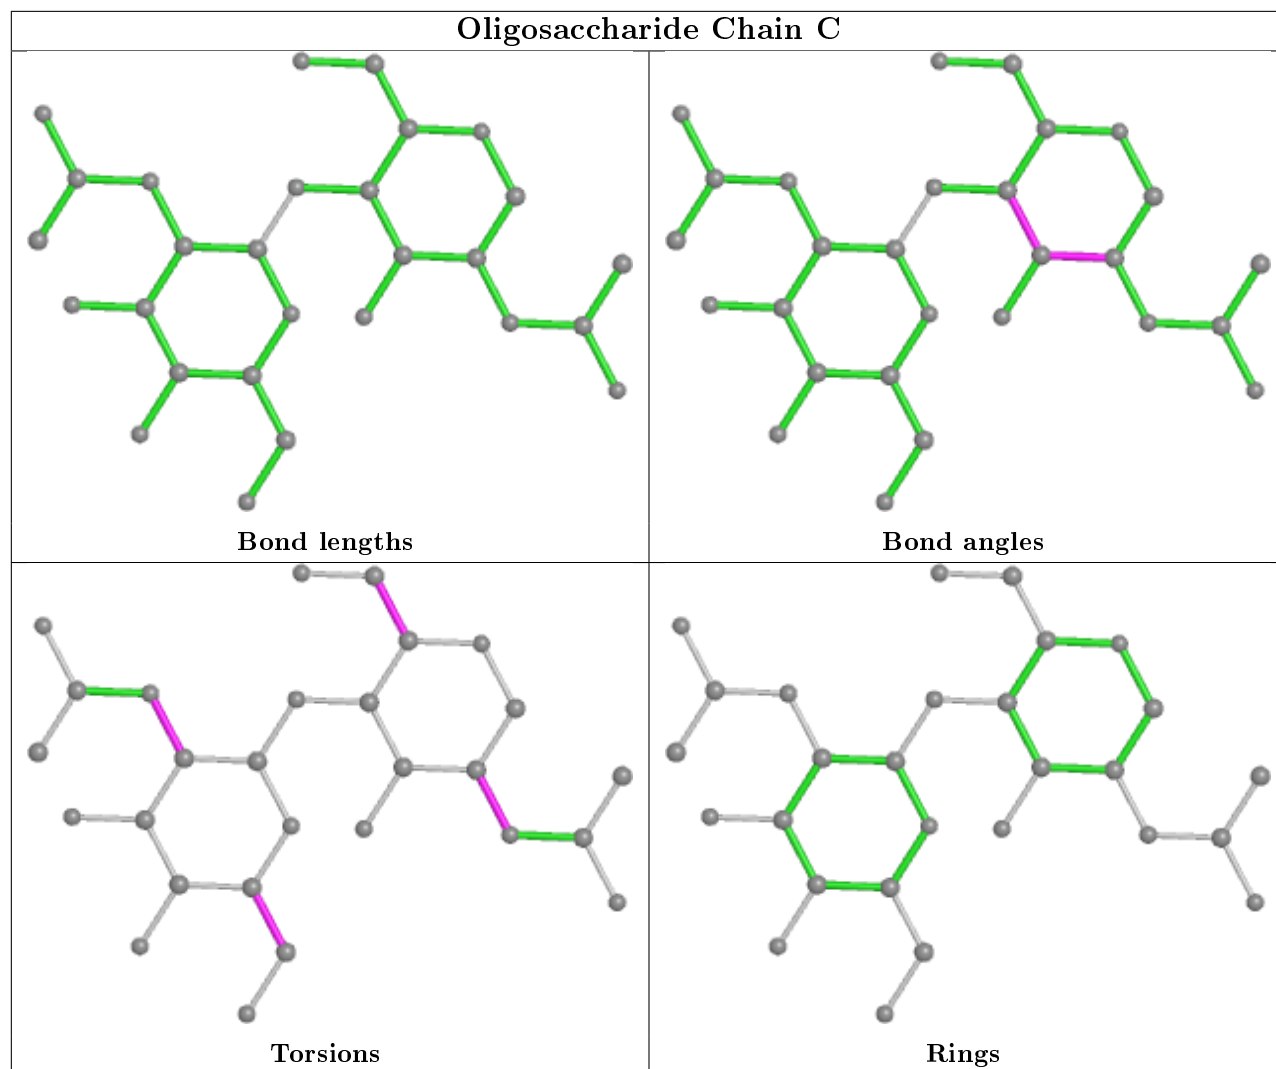 Oligosaccharide Chain C
Bond lengths
Bond angles
Torsions
Rings